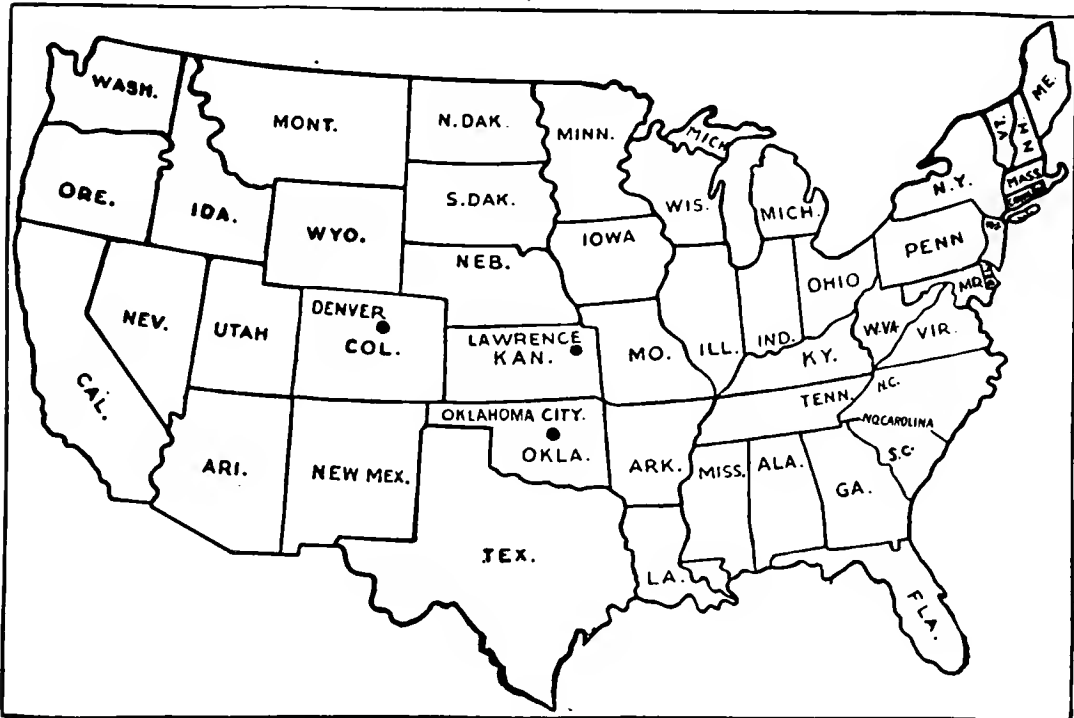 WASH.
MONT.
N.DAK.
MINN.
MICH
ME.
VA.
N H
ORE.
IDA.
WYO.
S.DAK.
WIS.
MICH.
N.Y.
MASS.
CONN
NEB.
IOWA
PENN
NEV.
UTAH
DENVER
COL.
LAWRENCE
KAN.
MO.
ILL.
IND.
OHIO
W.VA
MD.
VIR.
KY.
CAL.
ARI.
NEW MEX.
OKLAHOMA CITY.
OKLA.
ARK.
TENN.
N.C.
NO.CAROLINA
S.C.
MISS.
ALA.
GA.
TEX.
LA.
FLA.